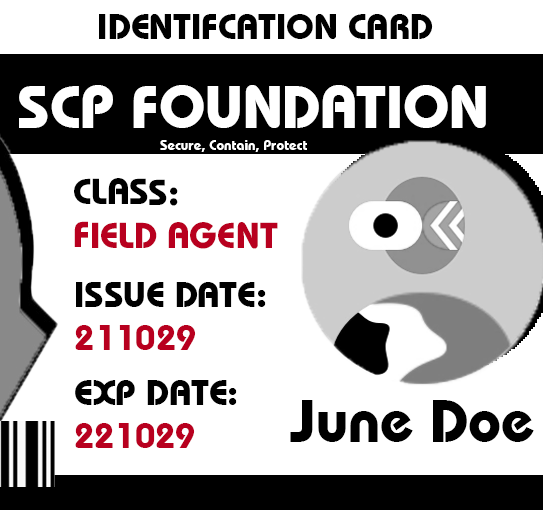 IDENTIFCATION CARD
SCP FOUNDATION
Secure, Contain, Protect
CLASS:
FIELD AGENT
ISSUE DATE:
211029
EXP DATE:
221029
June Doe